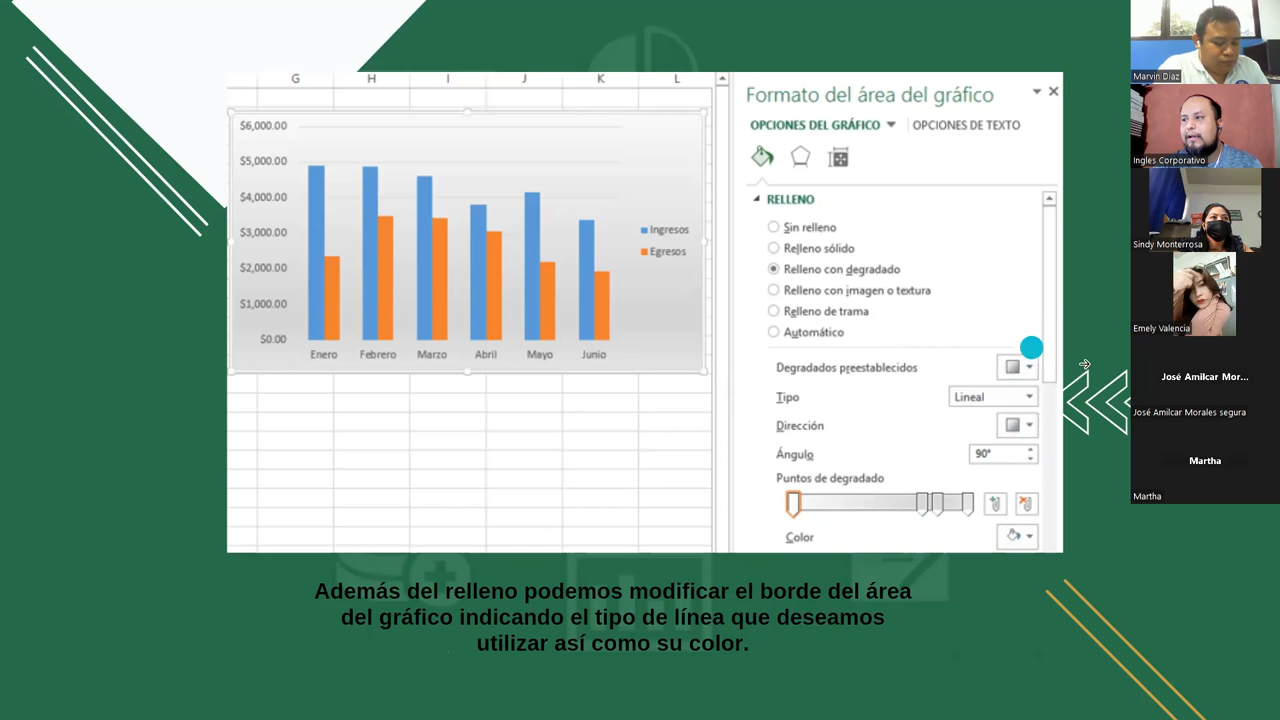 G H I J K L
$6,000.00
$5,000.00
$4,000.00
$3,000.00
$2,000.00
$1,000.00
$0.00
Enero Febrero Marzo Abril Mayo Junio
Ingresos
Egresos
Formato del área del gráfico
OPCIONES DEL GRÁFICO OPCIONES DE TEXTO
RELLENO
Sin relleno
Relleno sólido
Relleno con degradado
Relleno con imagen o textura
Relleno de trama
Automático
Degradados preestablecidos
Tipo Lineal
Dirección
Ángulo 90°
Puntos de degradado
Color
Además del relleno podemos modificar el borde del área
del gráfico indicando el tipo de línea que deseamos
utilizar así como su color.
Marvin Diaz
Ingles Corporativo
Sindy Monterrosa
Emely Valencia
José Amilcar Mor...
José Amilcar Morales segura
Martha
Martha